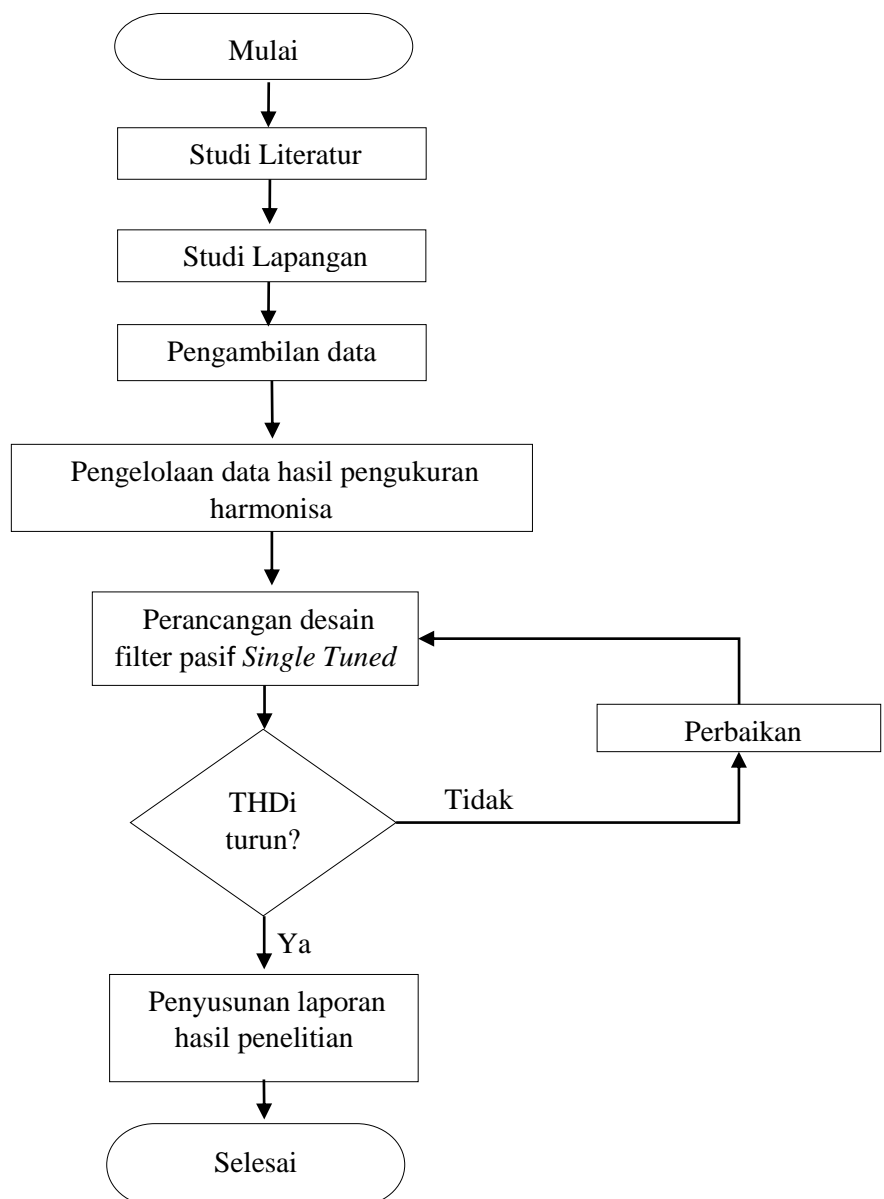 Mulai
Studi Literatur
Studi Lapangan
Pengambilan data
Pengelolaan data hasil pengukuran
harmonisa
Perancangan desain
filter pasif Single Tuned
Perbaikan
THDi
turun?
Tidak
Ya
Penyusunan laporan
hasil penelitian
Selesai